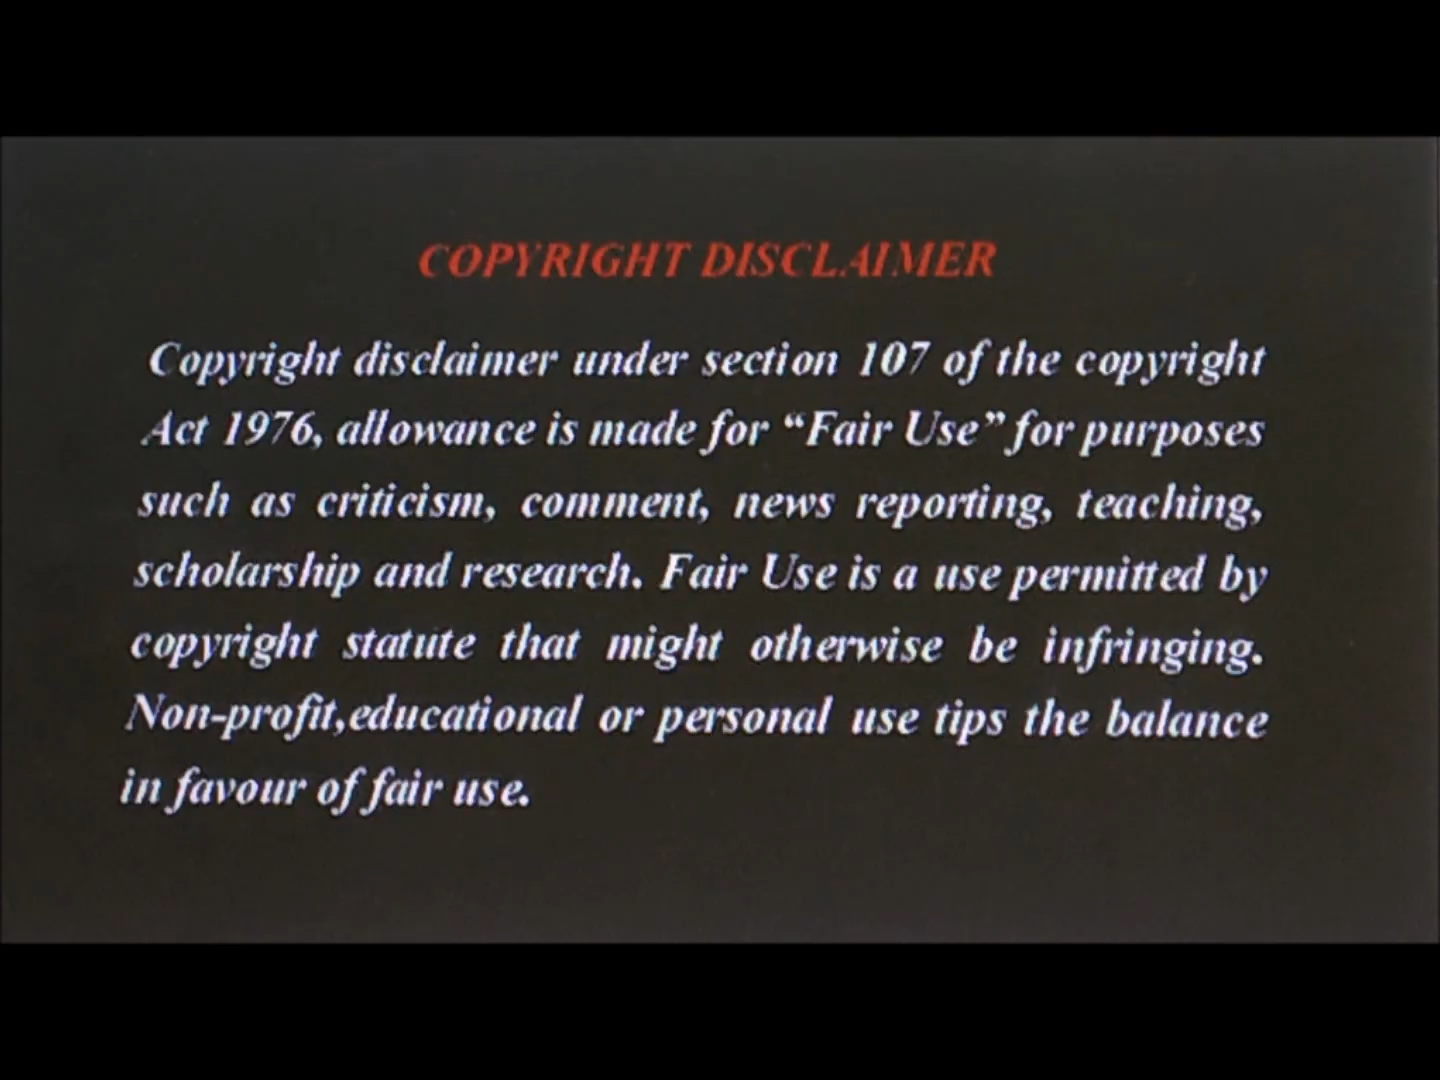 COPYRIGHT DISCLAIMER
Copyright disclaimer under section 107 of the copyright
Act 1976, allowance is made for “Fair Use” for purposes
such as criticism, comment, news reporting, teaching,
scholarship and research. Fair Use is a use permitted by
copyright statute that might otherwise be infringing.
Non-profit,educational or personal use tips the balance
in favour of fair use.